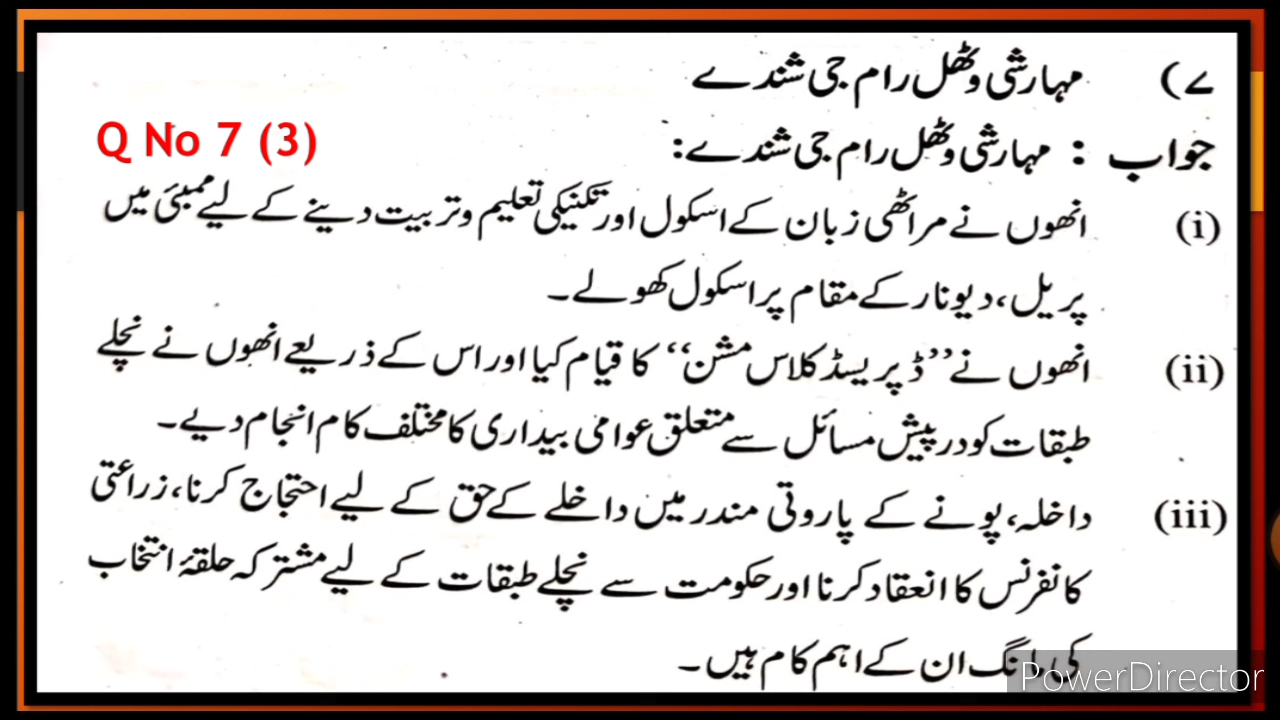 ۷) مہارشی وٹھل رام جی شندے
Q No 7 (3)
جواب : مہارشی وٹھل رام جی شندے:
(i) انھوں نے مراٹھی زبان کے اسکول اور تکنیکی تعلیم و تربیت دینے کے لیے ممبئی میں
پریل، دیونار کے مقام پر اسکول کھولے۔
(ii) انھوں نے ’’ڈپریسڈ کلاس مشن‘‘ کا قیام کیا اور اس کے ذریعے انھوں نے نچلے
طبقات کو درپیش مسائل سے متعلق عوامی بیداری کا مختلف کام انجام دیے۔
(iii) داخلہ، پونے کے پاروتی مندر میں داخلے کے حق کے لیے احتجاج کرنا، زراعتی
کانفرنس کا انعقاد کرنا اور حکومت سے نچلے طبقات کے لیے مشترکہ حلقۂ انتخاب
کی مانگ ان کے اہم کام ہیں۔
PowerDirector